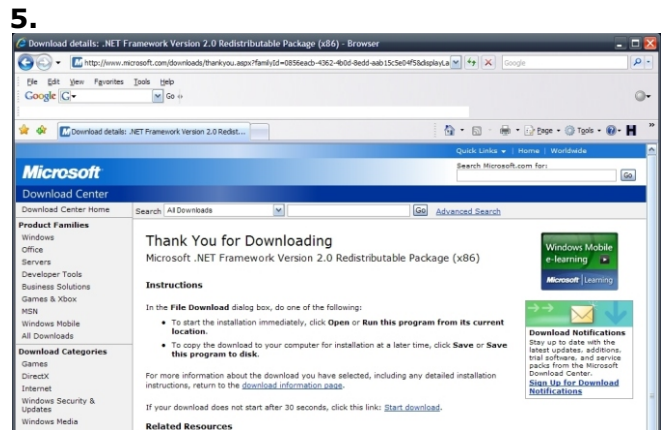 5.
Download details: .NET Framework Version 2.0 Redistributable Package (x86) - Browser
http://www.microsoft.com/downloads/thankyou.aspx?familyId=0856eacb-4362-4b0d-8edd-aab15c5e04f5&displayLa
Google
File Edit View Favorites Tools Help
Google G Go
Download details: .NET Framework Version 2.0 Redist...
Page Tools
Quick Links | Home | Worldwide
Microsoft
Search Microsoft.com for:
Go
Download Center
Download Center Home
Search All Downloads Go Advanced Search
Product Families
Windows
Office
Servers
Developer Tools
Business Solutions
Games & Xbox
MSN
Windows Mobile
All Downloads
Download Categories
Games
DirectX
Internet
Windows Security &
Updates
Windows Media
Thank You for Downloading
Microsoft .NET Framework Version 2.0 Redistributable Package (x86)
Instructions
In the File Download dialog box, do one of the following:
• To start the installation immediately, click Open or Run this program from its current
location.
• To copy the download to your computer for installation at a later time, click Save or Save
this program to disk.
For more information about the download you have selected, including any detailed installation
instructions, return to the download information page.
If your download does not start after 30 seconds, click this link: Start download.
Related Resources
Windows Mobile
e-learning
Microsoft Learning
Download Notifications
Stay up to date with the
latest updates, additions,
trial software, and service
packs from the Microsoft
Download Center.
Sign Up for Download
Notifications